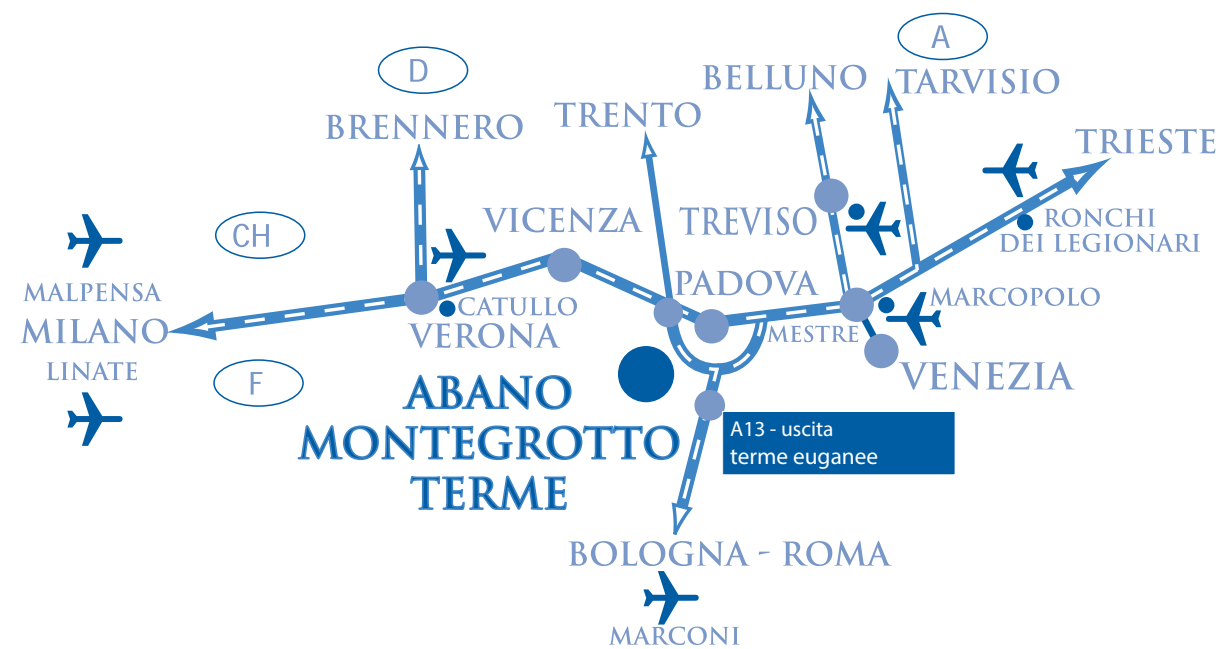 A
D
BELLUNO
TARVISIO
TRENTO
BRENNERO
TRIESTE
VICENZA
TREVISO
RONCHI
DEI LEGIONARI
CH
MALPENSA
MILANO
LINATE
CATULLO
VERONA
PADOVA
MARCOPOLO
MESTRE
VENEZIA
F
ABANO
MONTEGROTTO
TERME
A13 - uscita
terme euganee
BOLOGNA - ROMA
MARCONI